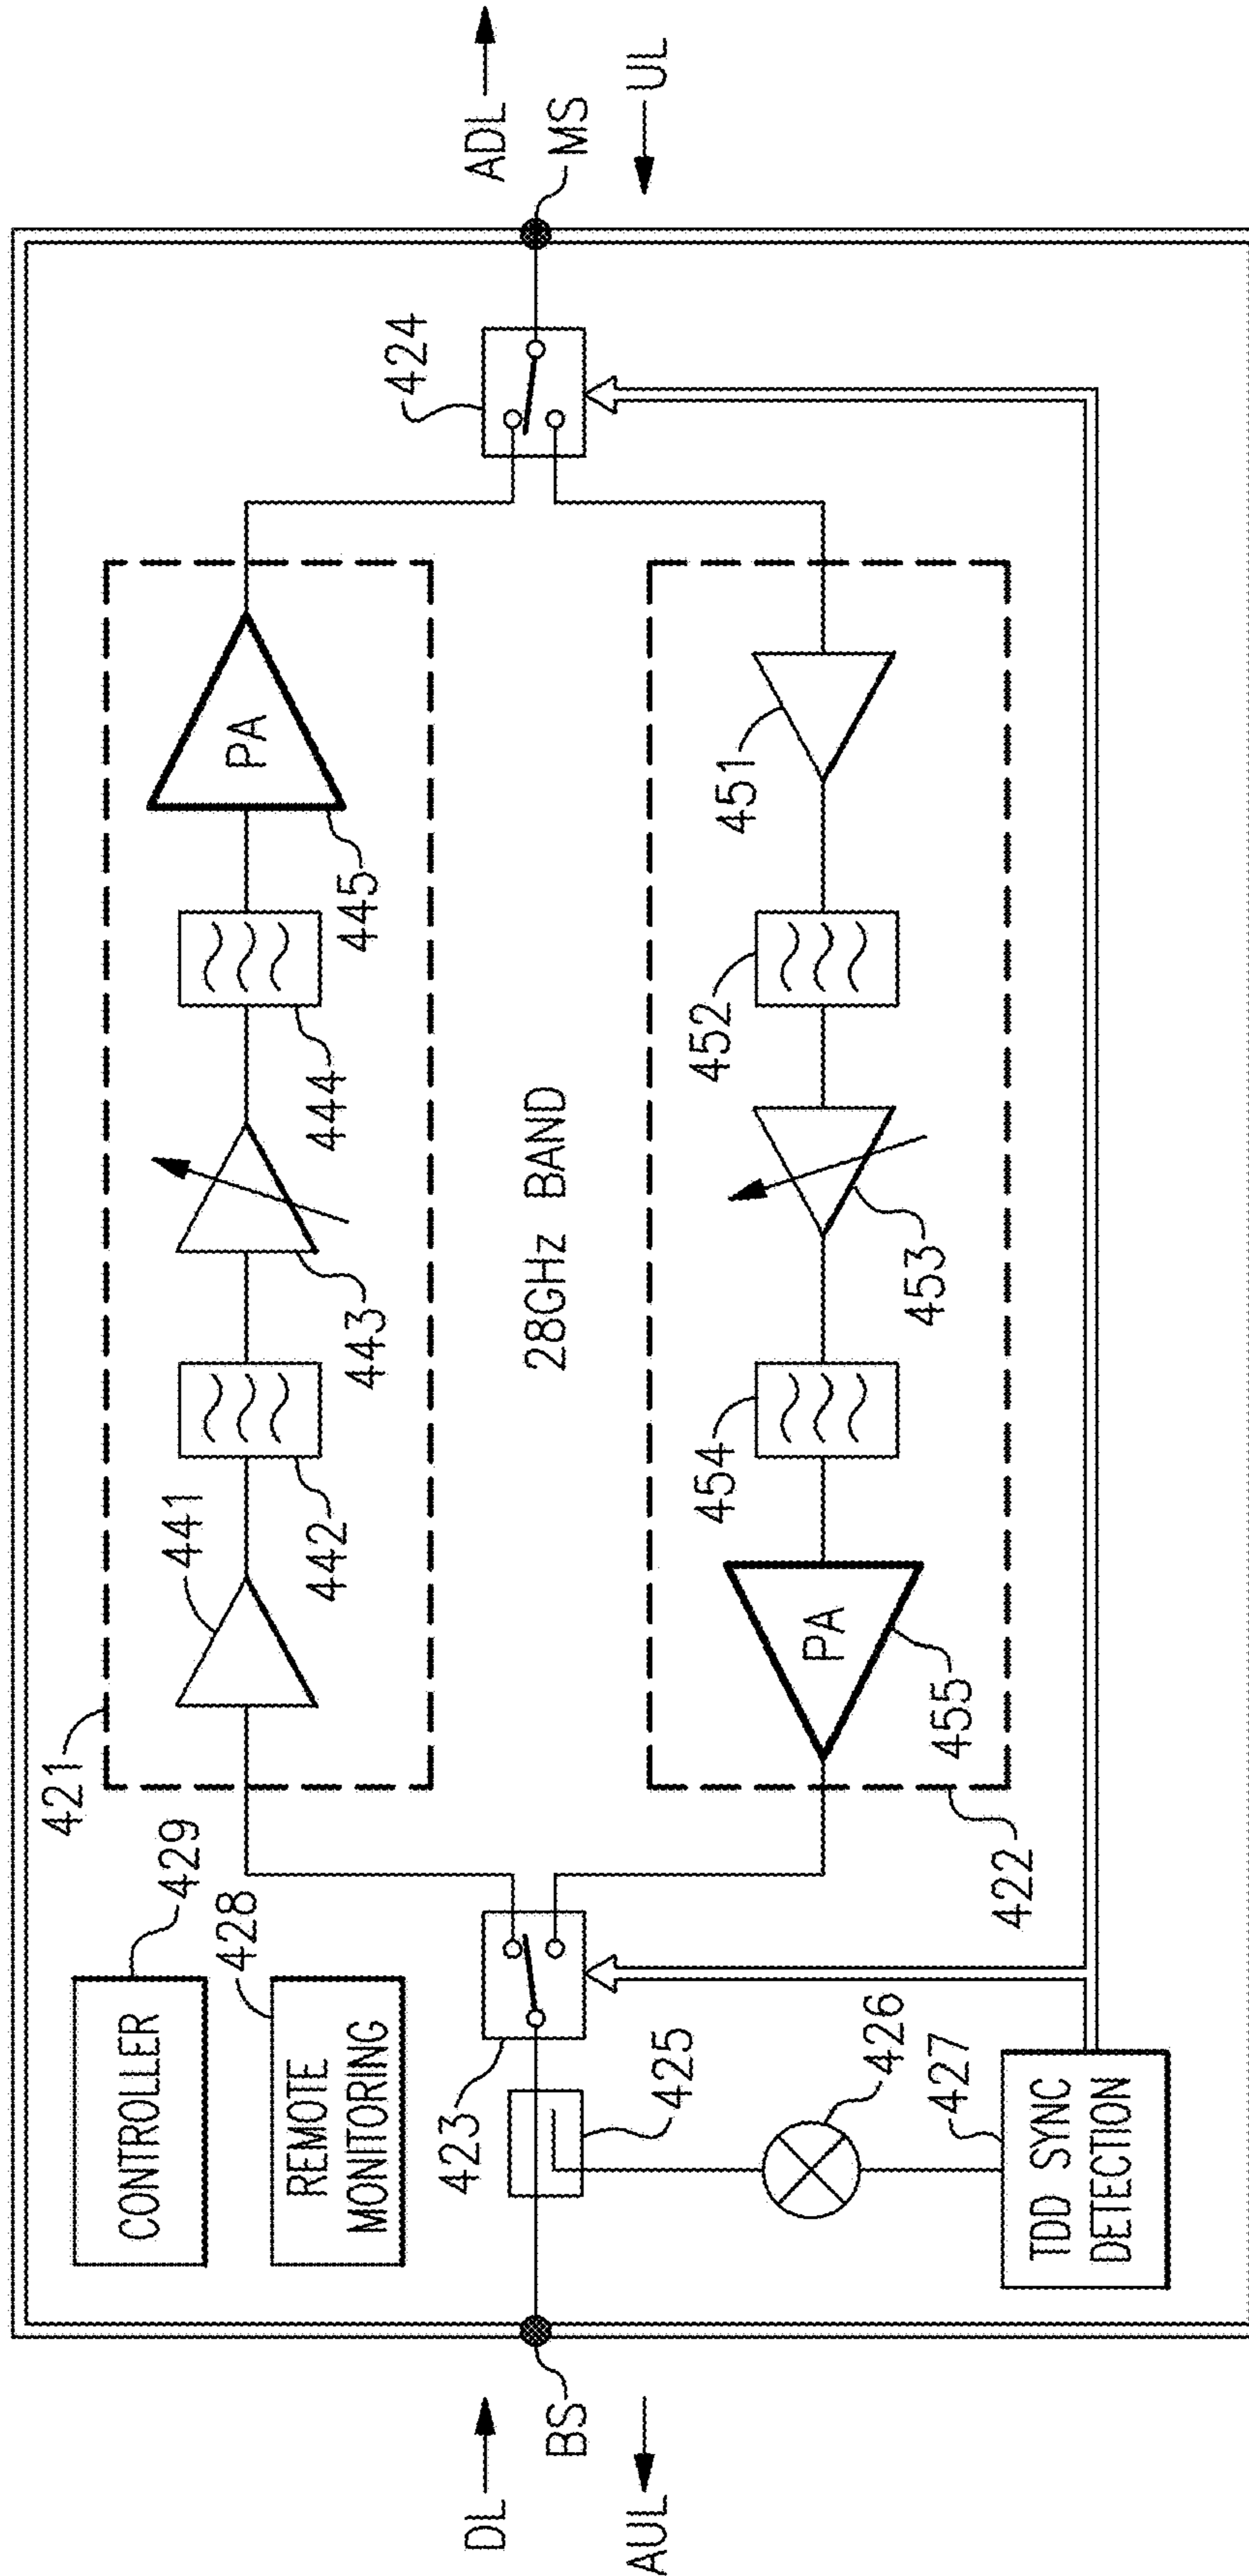 DL
AUL
BS
CONTROLLER
429
REMOTE
MONITORING
428
423
425
426
TDD SYNC
DETECTION
427
421
441
442
443
444
445
PA
28GHz BAND
PA
455
454
453
452
451
422
424
ADL
MS
UL